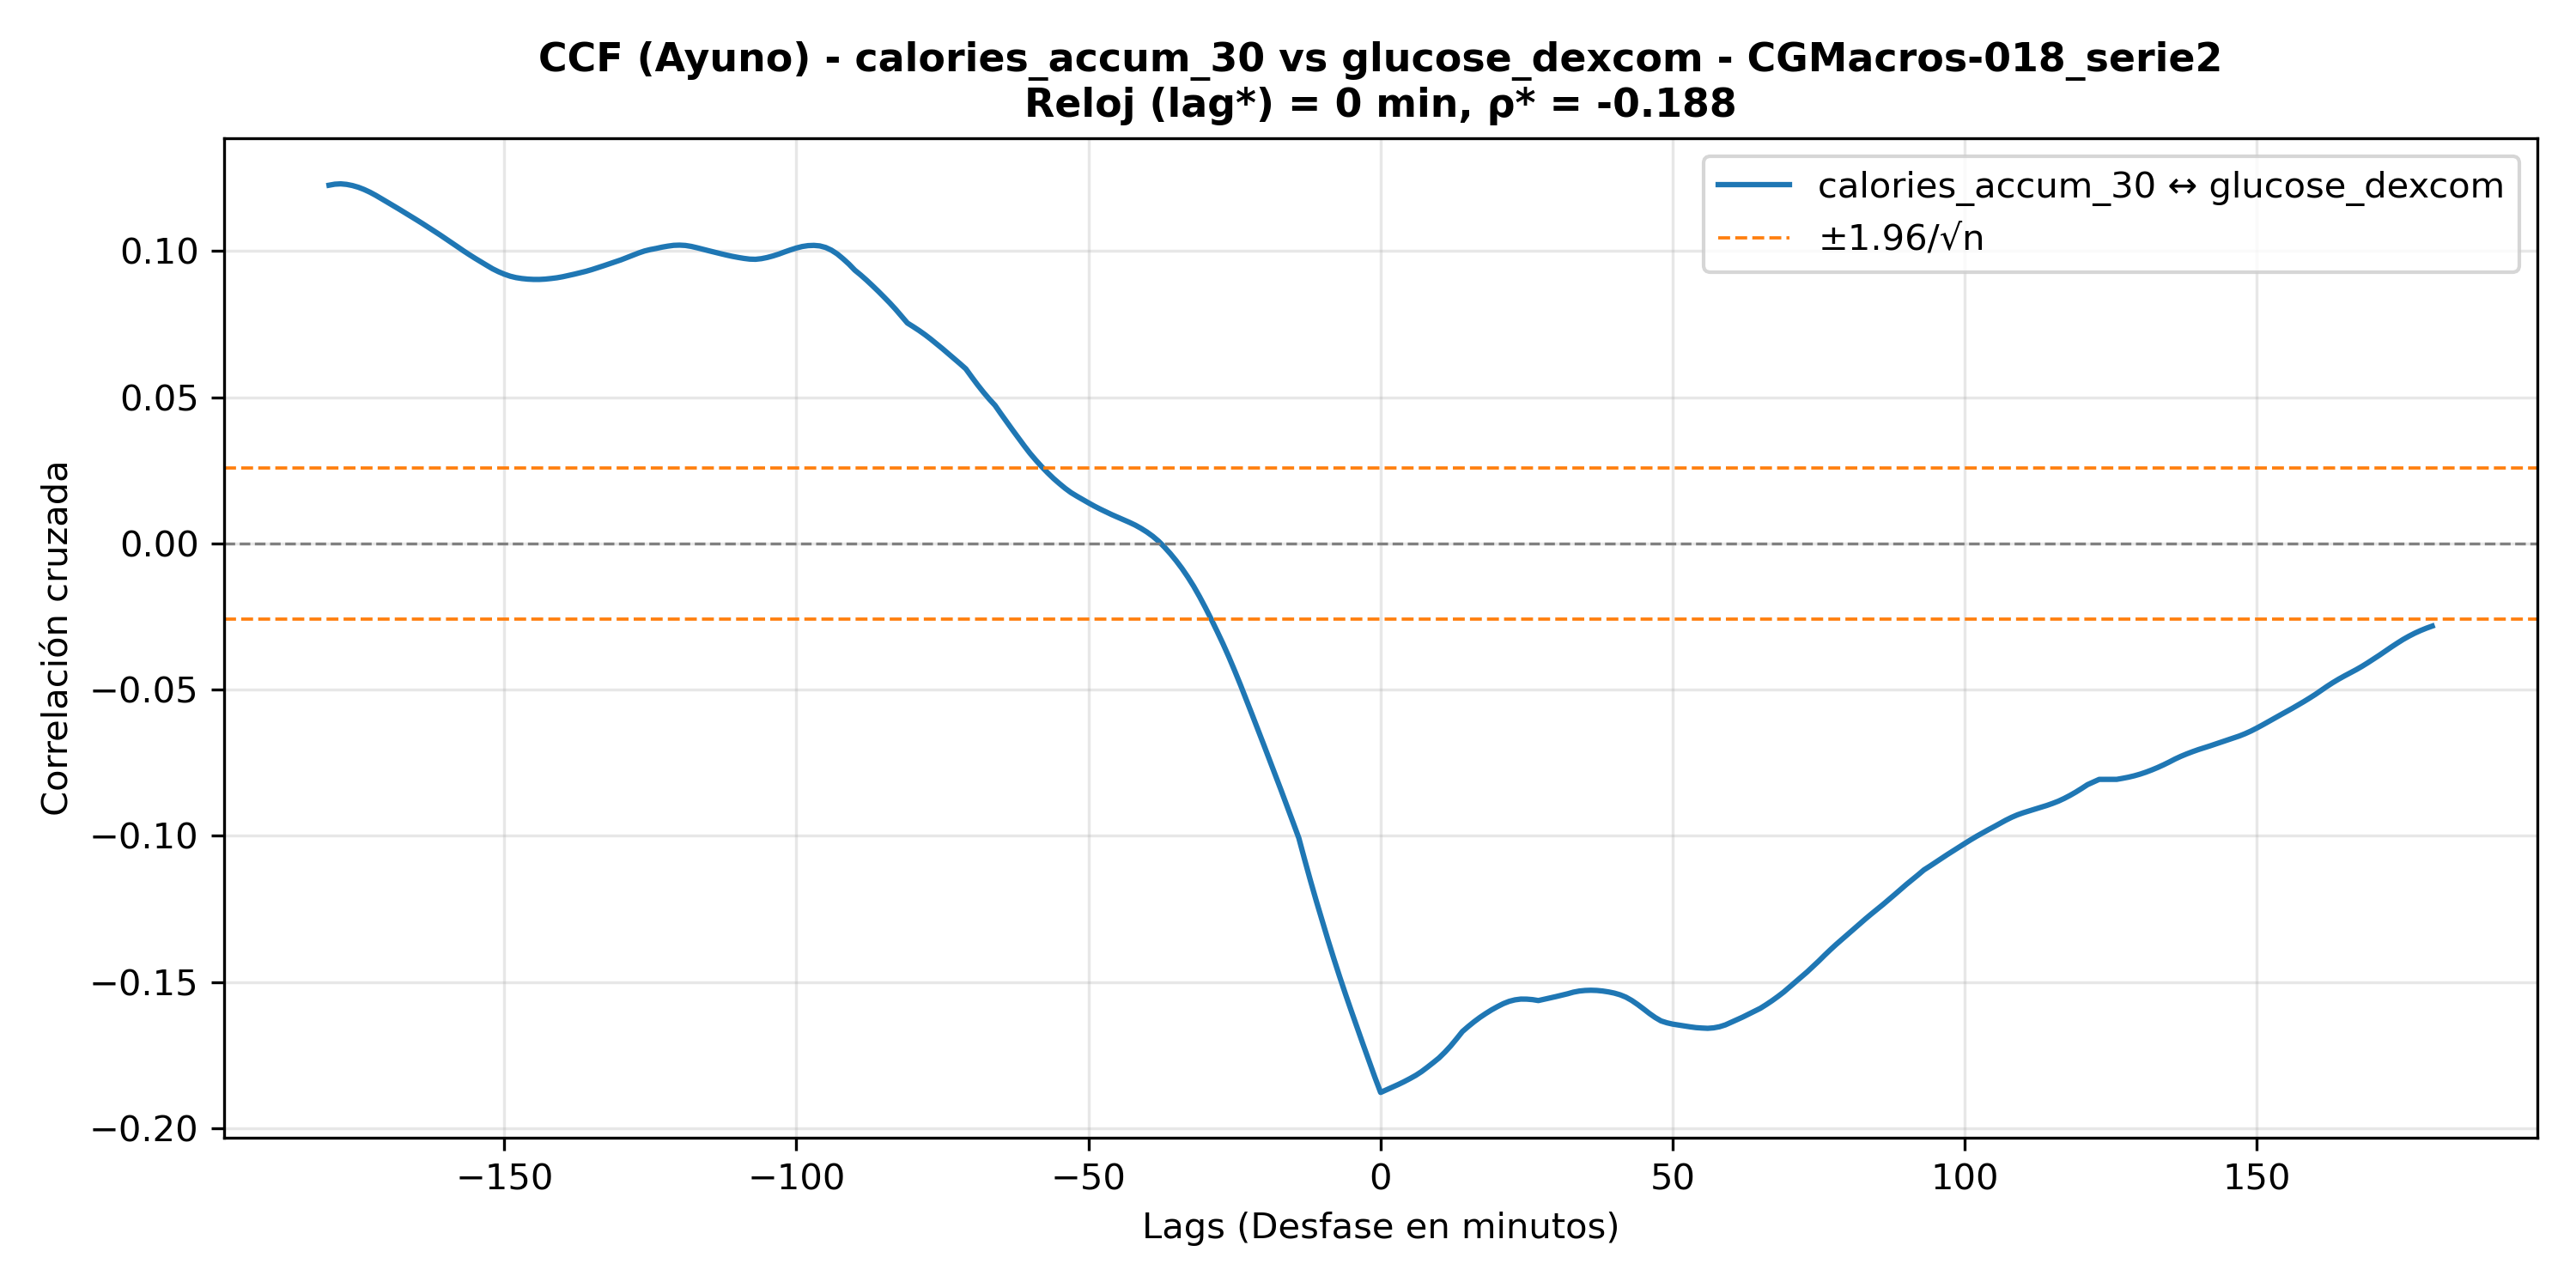 CCF (Ayuno) - calories_accum_30 vs glucose_dexcom - CGMacros-018_serie2
Reloj (lag*) = 0 min, ρ* = -0.188
calories_accum_30 ↔ glucose_dexcom
±1.96/√n
Correlación cruzada
0.10
0.05
0.00
−0.05
−0.10
−0.15
−0.20
−150
−100
−50
0
50
100
150
Lags (Desfase en minutos)